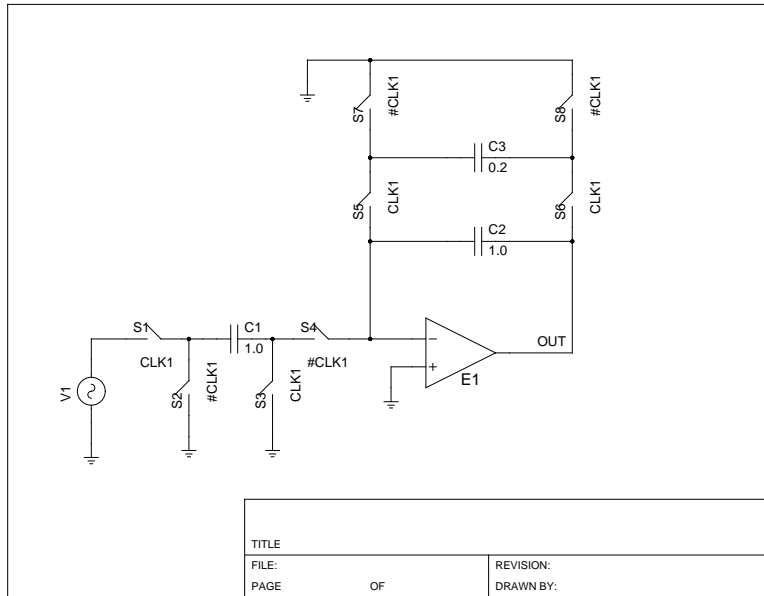 S7
#CLK1
S8
#CLK1
C3
0.2
S5
CLK1
S6
CLK1
C2
1.0
S1
CLK1
C1
1.0
S4
#CLK1
OUT
E1
V1
S2
#CLK1
S3
CLK1
TITLE
FILE:
REVISION:
PAGE OF
DRAWN BY: